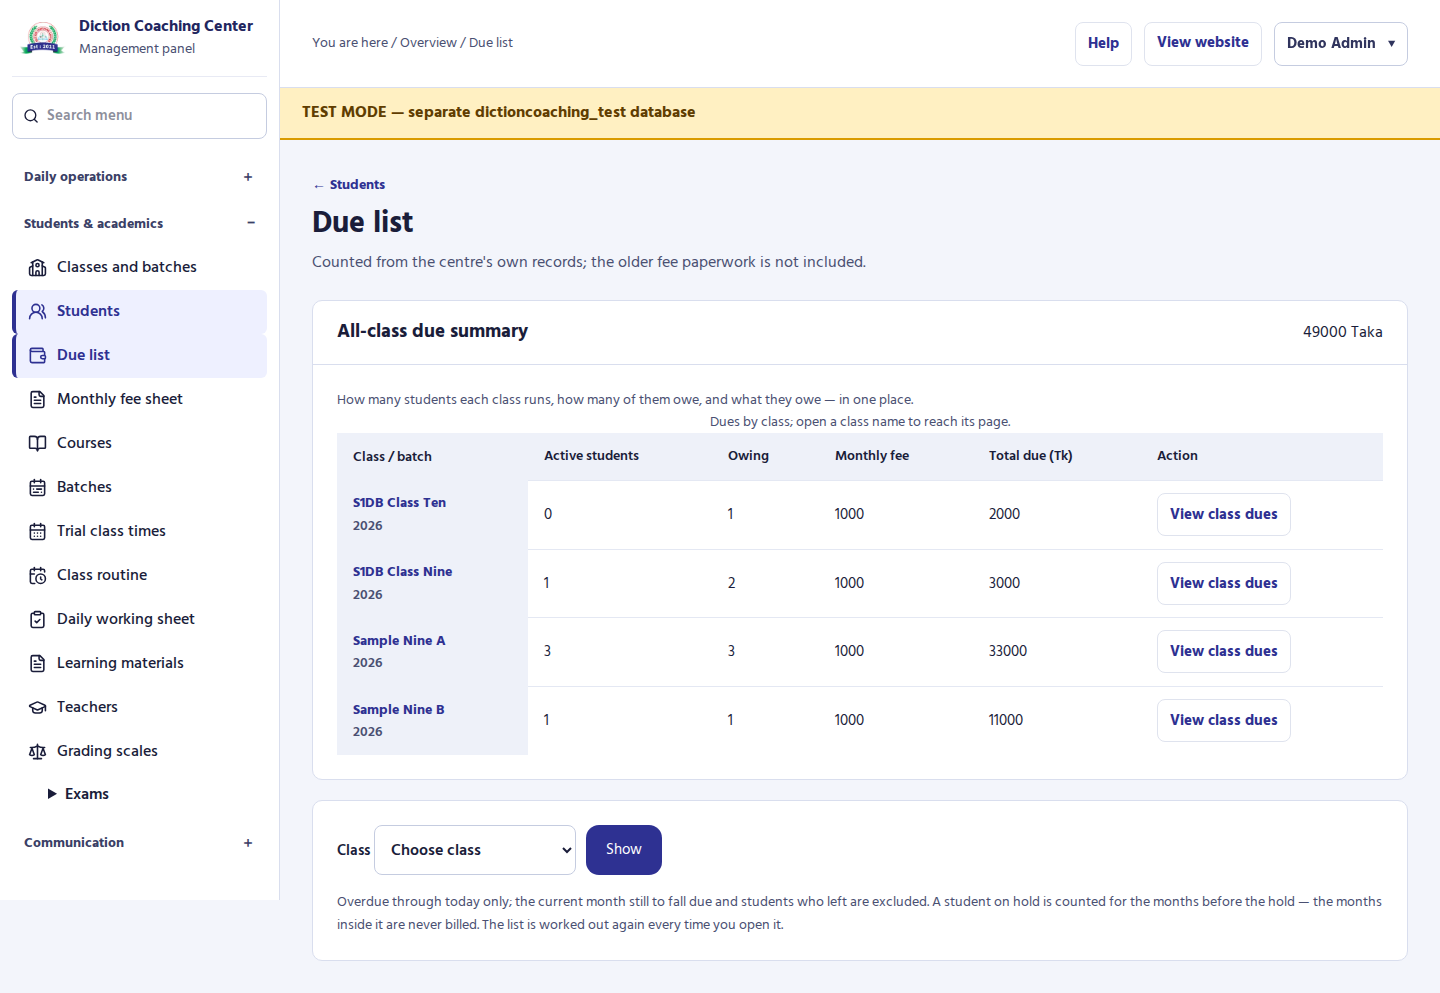 Diction Coaching Center
Management panel
Est : 2011
Search menu
Daily operations +
Students & academics −
Classes and batches
Students
Due list
Monthly fee sheet
Courses
Batches
Trial class times
Class routine
Daily working sheet
Learning materials
Teachers
Grading scales
Exams
Communication +
You are here / Overview / Due list
Help
View website
Demo Admin
TEST MODE — separate dictioncoaching_test database
← Students
Due list
Counted from the centre's own records; the older fee paperwork is not included.
All-class due summary 49000 Taka
How many students each class runs, how many of them owe, and what they owe — in one place.
Dues by class; open a class name to reach its page.
Class / batch Active students Owing Monthly fee Total due (Tk) Action
S1DB Class Ten
2026
0 1 1000 2000 View class dues
S1DB Class Nine
2026
1 2 1000 3000 View class dues
Sample Nine A
2026
3 3 1000 33000 View class dues
Sample Nine B
2026
1 1 1000 11000 View class dues
Class Choose class Show
Overdue through today only; the current month still to fall due and students who left are excluded. A student on hold is counted for the months before the hold — the months
inside it are never billed. The list is worked out again every time you open it.